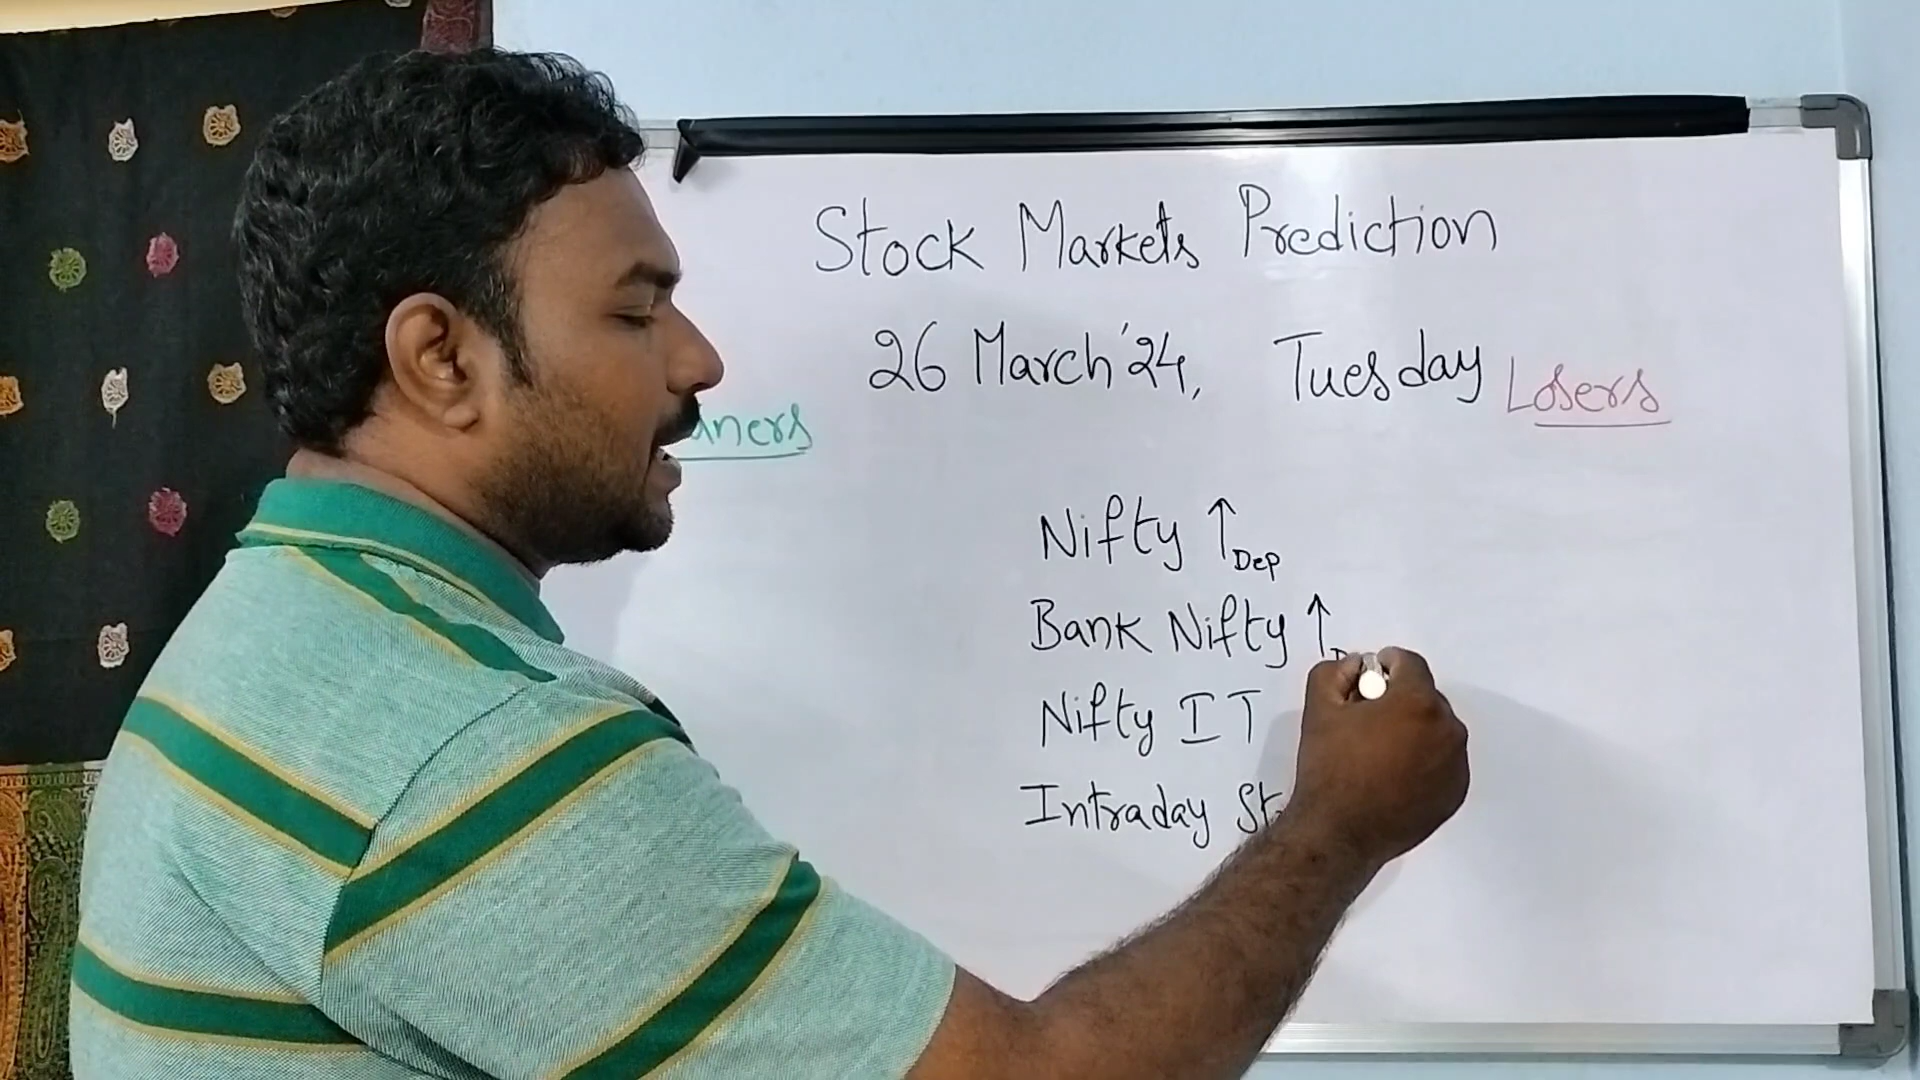 Stock Markets Prediction
26 March '24, Tuesday
Losers
Nifty ↑ Dep
Bank Nifty ↑
Nifty IT
Intraday